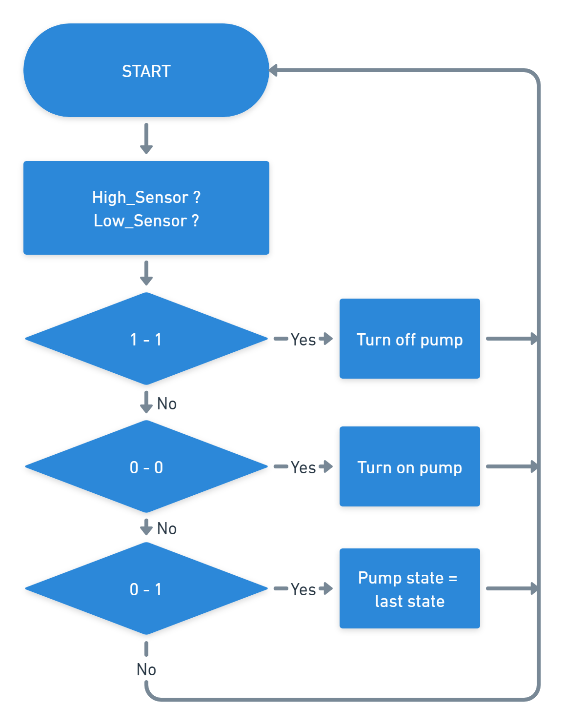 START
High_Sensor ?
Low_Sensor ?
1 - 1
Yes
Turn off pump
No
0 - 0
Yes
Turn on pump
No
0 - 1
Yes
Pump state =
last state
No